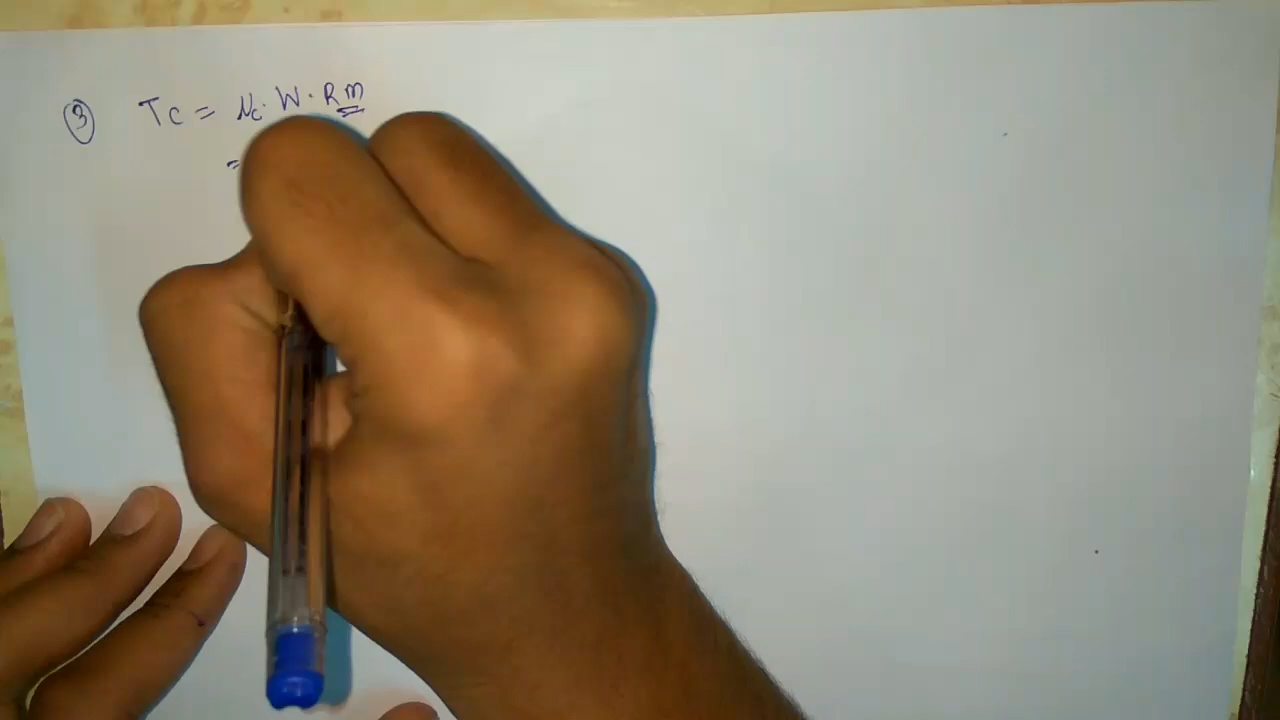 ③ Tc = μc · W · Rm
=